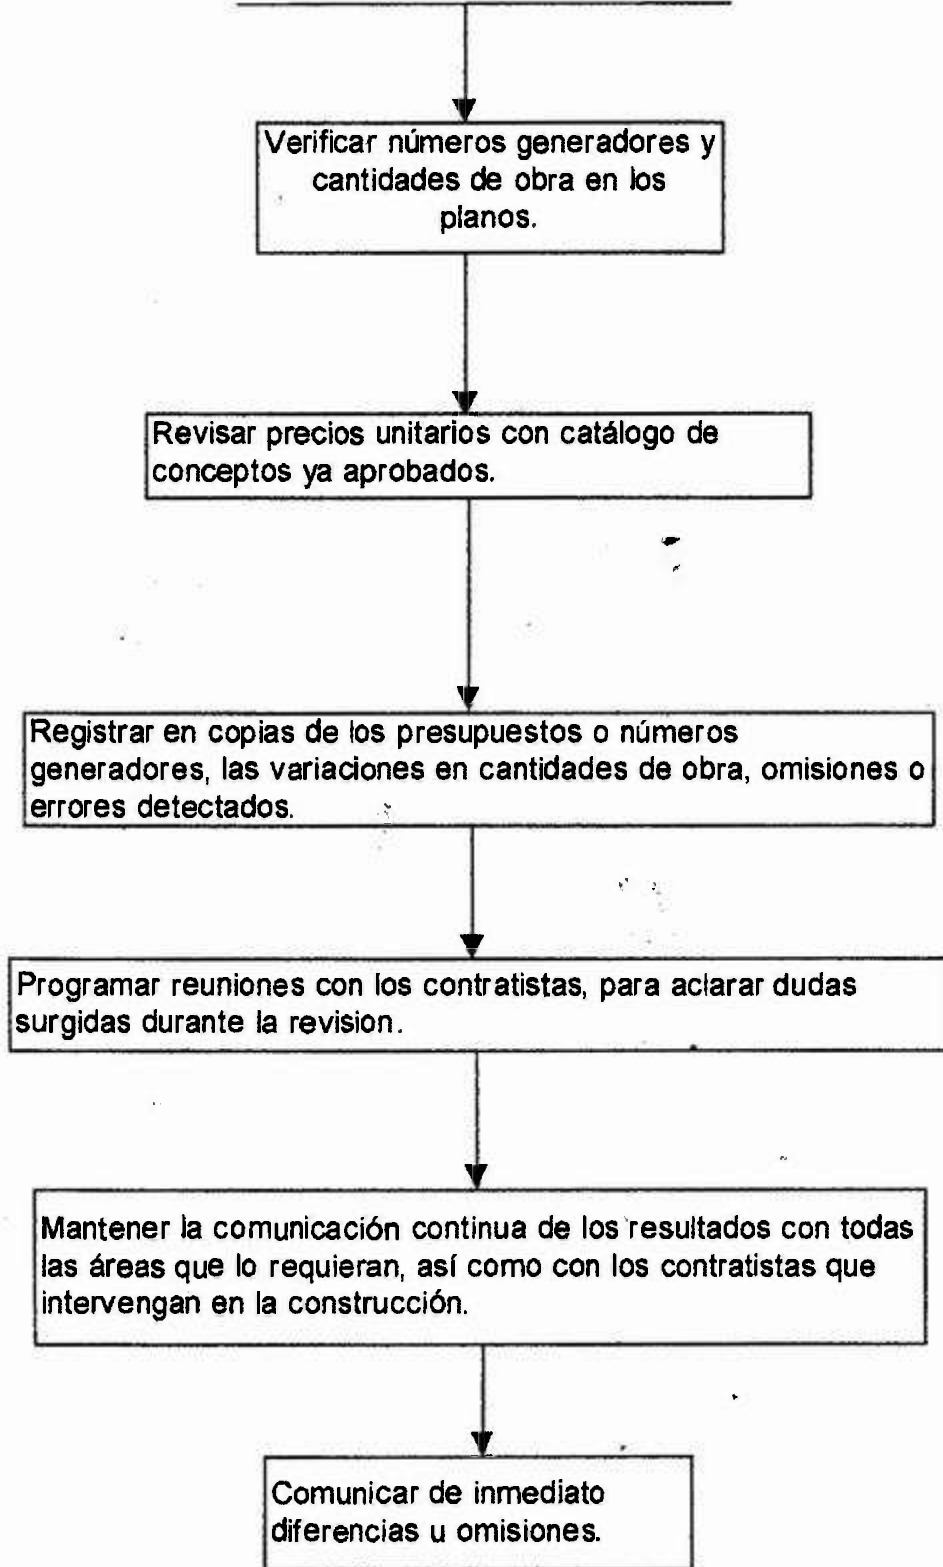 Verificar números generadores y
cantidades de obra en los
planos.
Revisar precios unitarios con catálogo de
conceptos ya aprobados.
Registrar en copias de los presupuestos o números
generadores, las variaciones en cantidades de obra, omisiones o
errores detectados.
Programar reuniones con los contratistas, para aclarar dudas
surgidas durante la revision.
Mantener la comunicación continua de los resultados con todas
las áreas que lo requieran, así como con los contratistas que
intervengan en la construcción.
Comunicar de inmediato
diferencias u omisiones.